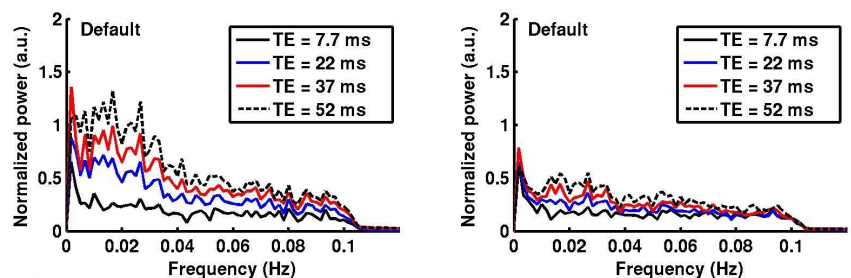 Default
TE = 7.7 ms
TE = 22 ms
TE = 37 ms
TE = 52 ms
Normalized power (a.u.)
2
1.5
1
0.5
0
0 0.02 0.04 0.06 0.08 0.1
Frequency (Hz)
Default
TE = 7.7 ms
TE = 22 ms
TE = 37 ms
TE = 52 ms
Normalized power (a.u.)
2
1.5
1
0.5
0
0 0.02 0.04 0.06 0.08 0.1
Frequency (Hz)